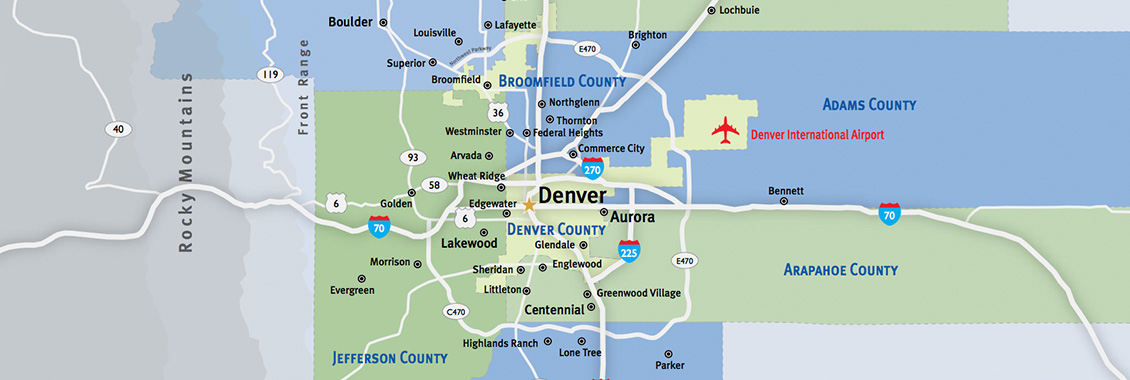 Lochbuie
Boulder
Lafayette
Louisville
Brighton
E470
Northwest Parkway
Superior
119
Broomfield
BROOMFIELD COUNTY
Rocky Mountains
Front Range
Northglenn
ADAMS COUNTY
36
Thornton
40
Westminster
Federal Heights
Denver International Airport
Commerce City
93
Arvada
270
Wheat Ridge
58
Denver
Bennett
6
Golden
Edgewater
70
6
Aurora
70
DENVER COUNTY
Lakewood
Glendale
225
Morrison
Englewood
E470
ARAPAHOE COUNTY
Sheridan
Evergreen
Littleton
Greenwood Village
C470
Centennial
Highlands Ranch
Lone Tree
JEFFERSON COUNTY
Parker